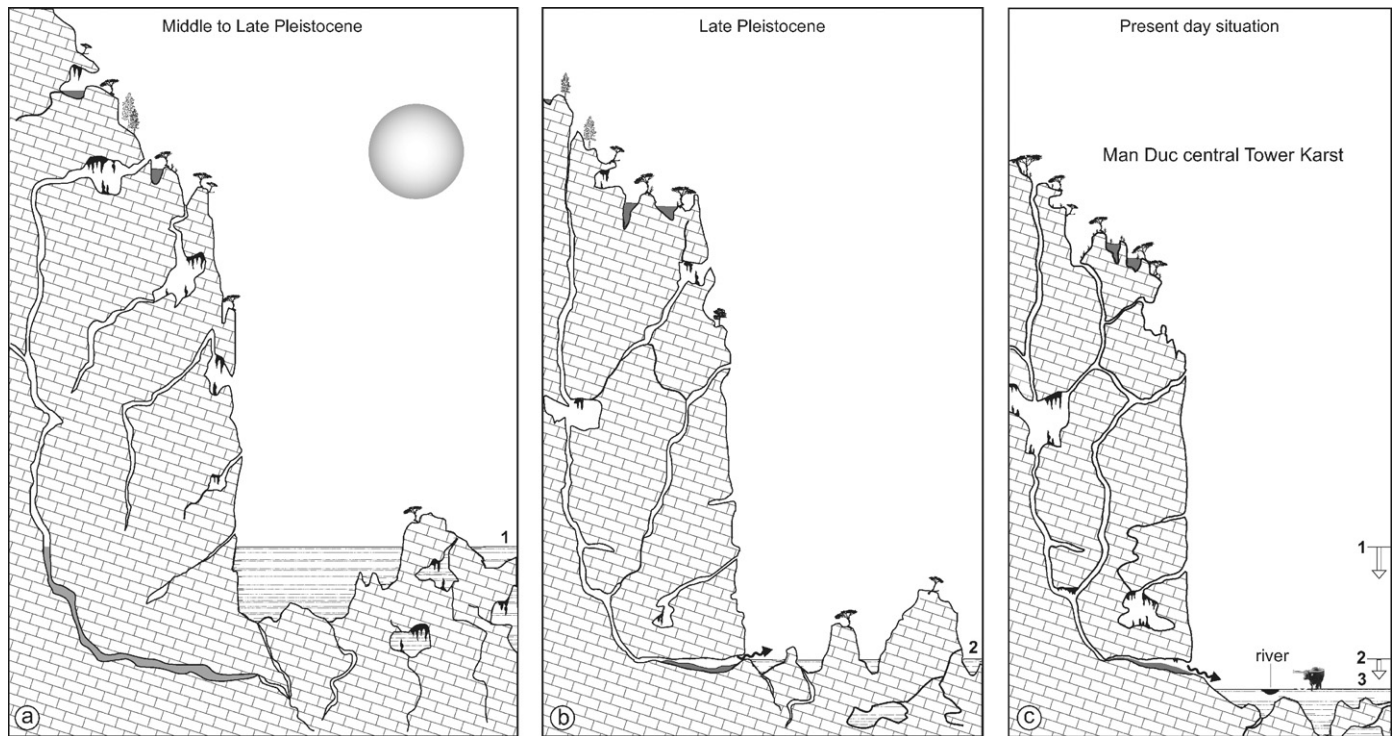 Middle to Late Pleistocene
1
a
Late Pleistocene
2
b
Present day situation
Man Duc central Tower Karst
1
river
2
3
c